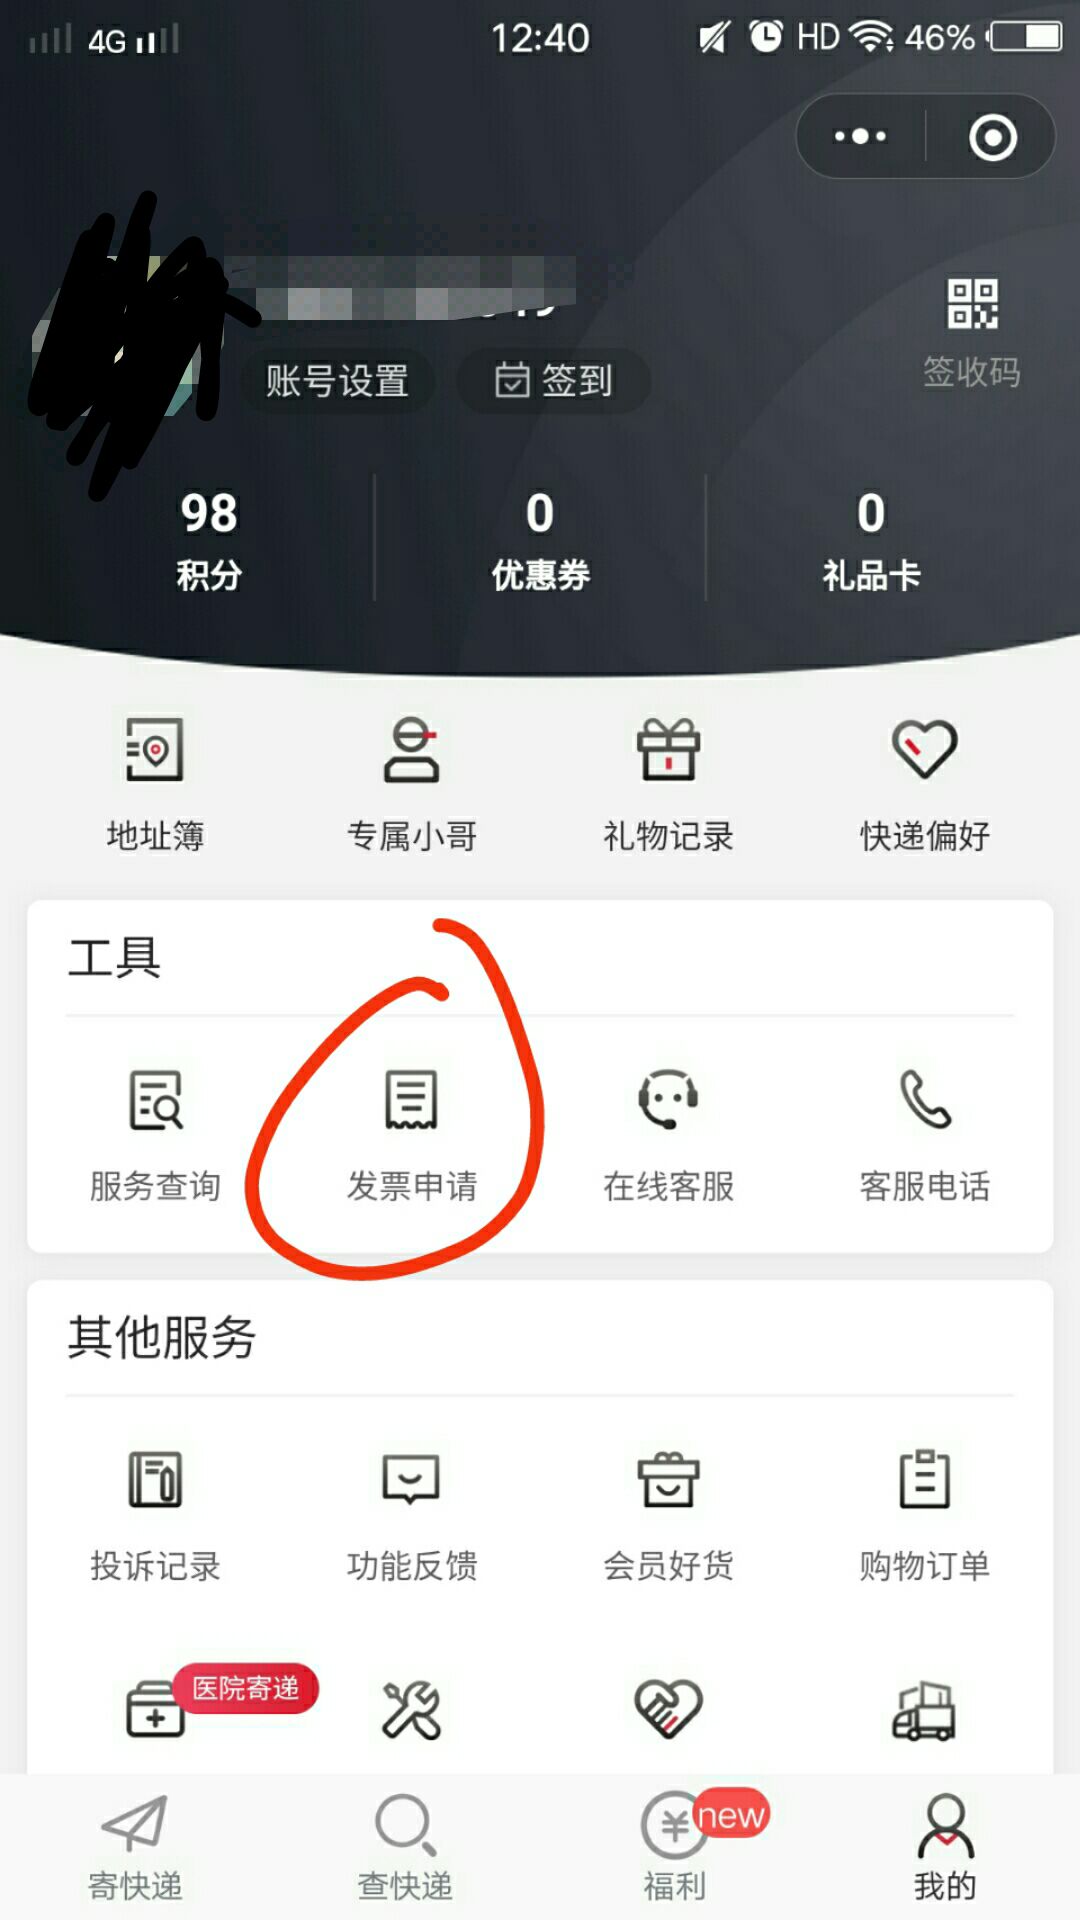 4G 12:40 HD 46%
账号设置 签到
签收码
98 0 0
积分 优惠券 礼品卡
地址簿 专属小哥 礼物记录 快递偏好
工具
服务查询 发票申请 在线客服 客服电话
其他服务
投诉记录 功能反馈 会员好货 购物订单
医院寄递
new
寄快递 查快递 福利 我的